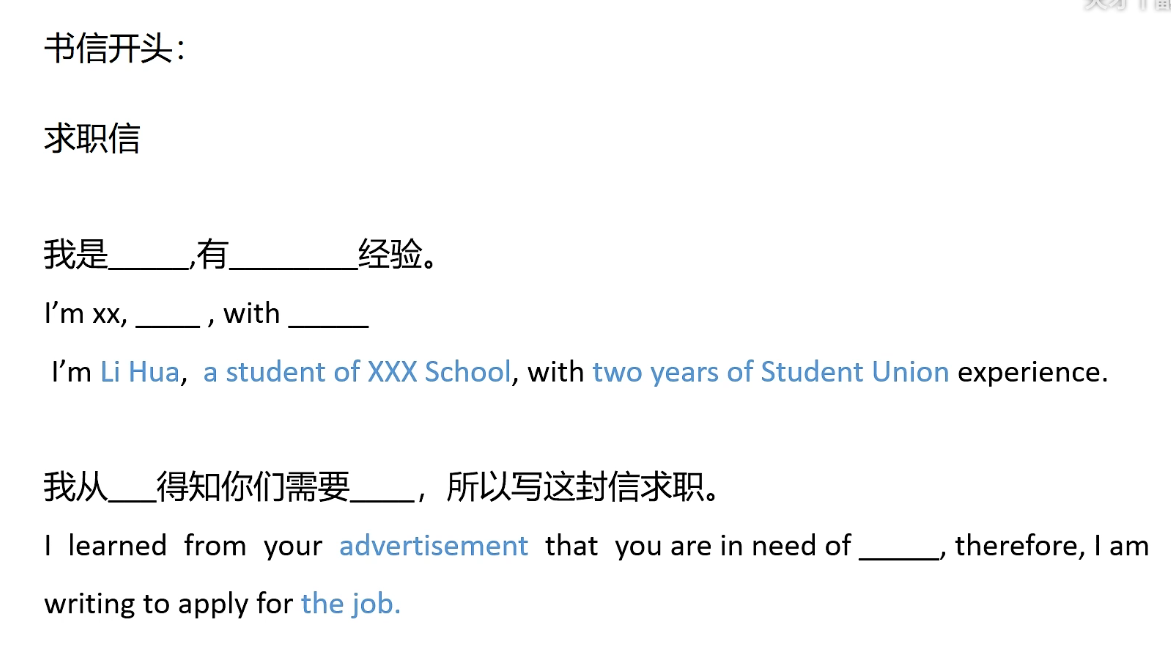 书信开头：
求职信
我是_____,有________经验。
I’m xx, ____ , with _____
I’m Li Hua, a student of XXX School, with two years of Student Union experience.
我从___得知你们需要____，所以写这封信求职。
I learned from your advertisement that you are in need of _____, therefore, I am
writing to apply for the job.